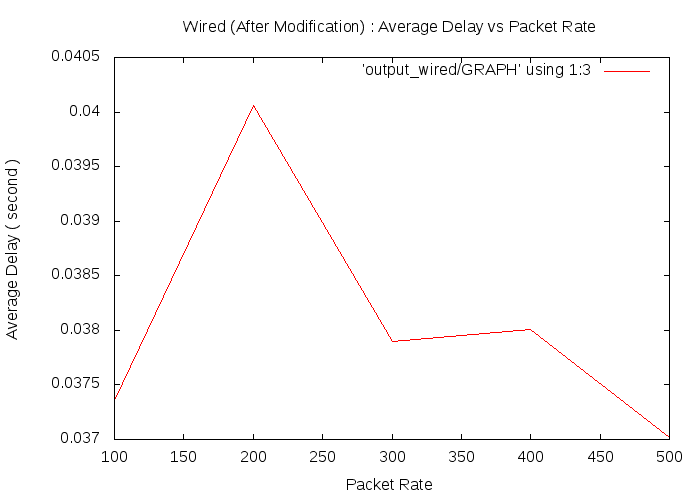 Wired (After Modification) : Average Delay vs Packet Rate
'output_wired/GRAPH' using 1:3
Average Delay ( second )
0.0405
0.04
0.0395
0.039
0.0385
0.038
0.0375
0.037
100 150 200 250 300 350 400 450 500
Packet Rate